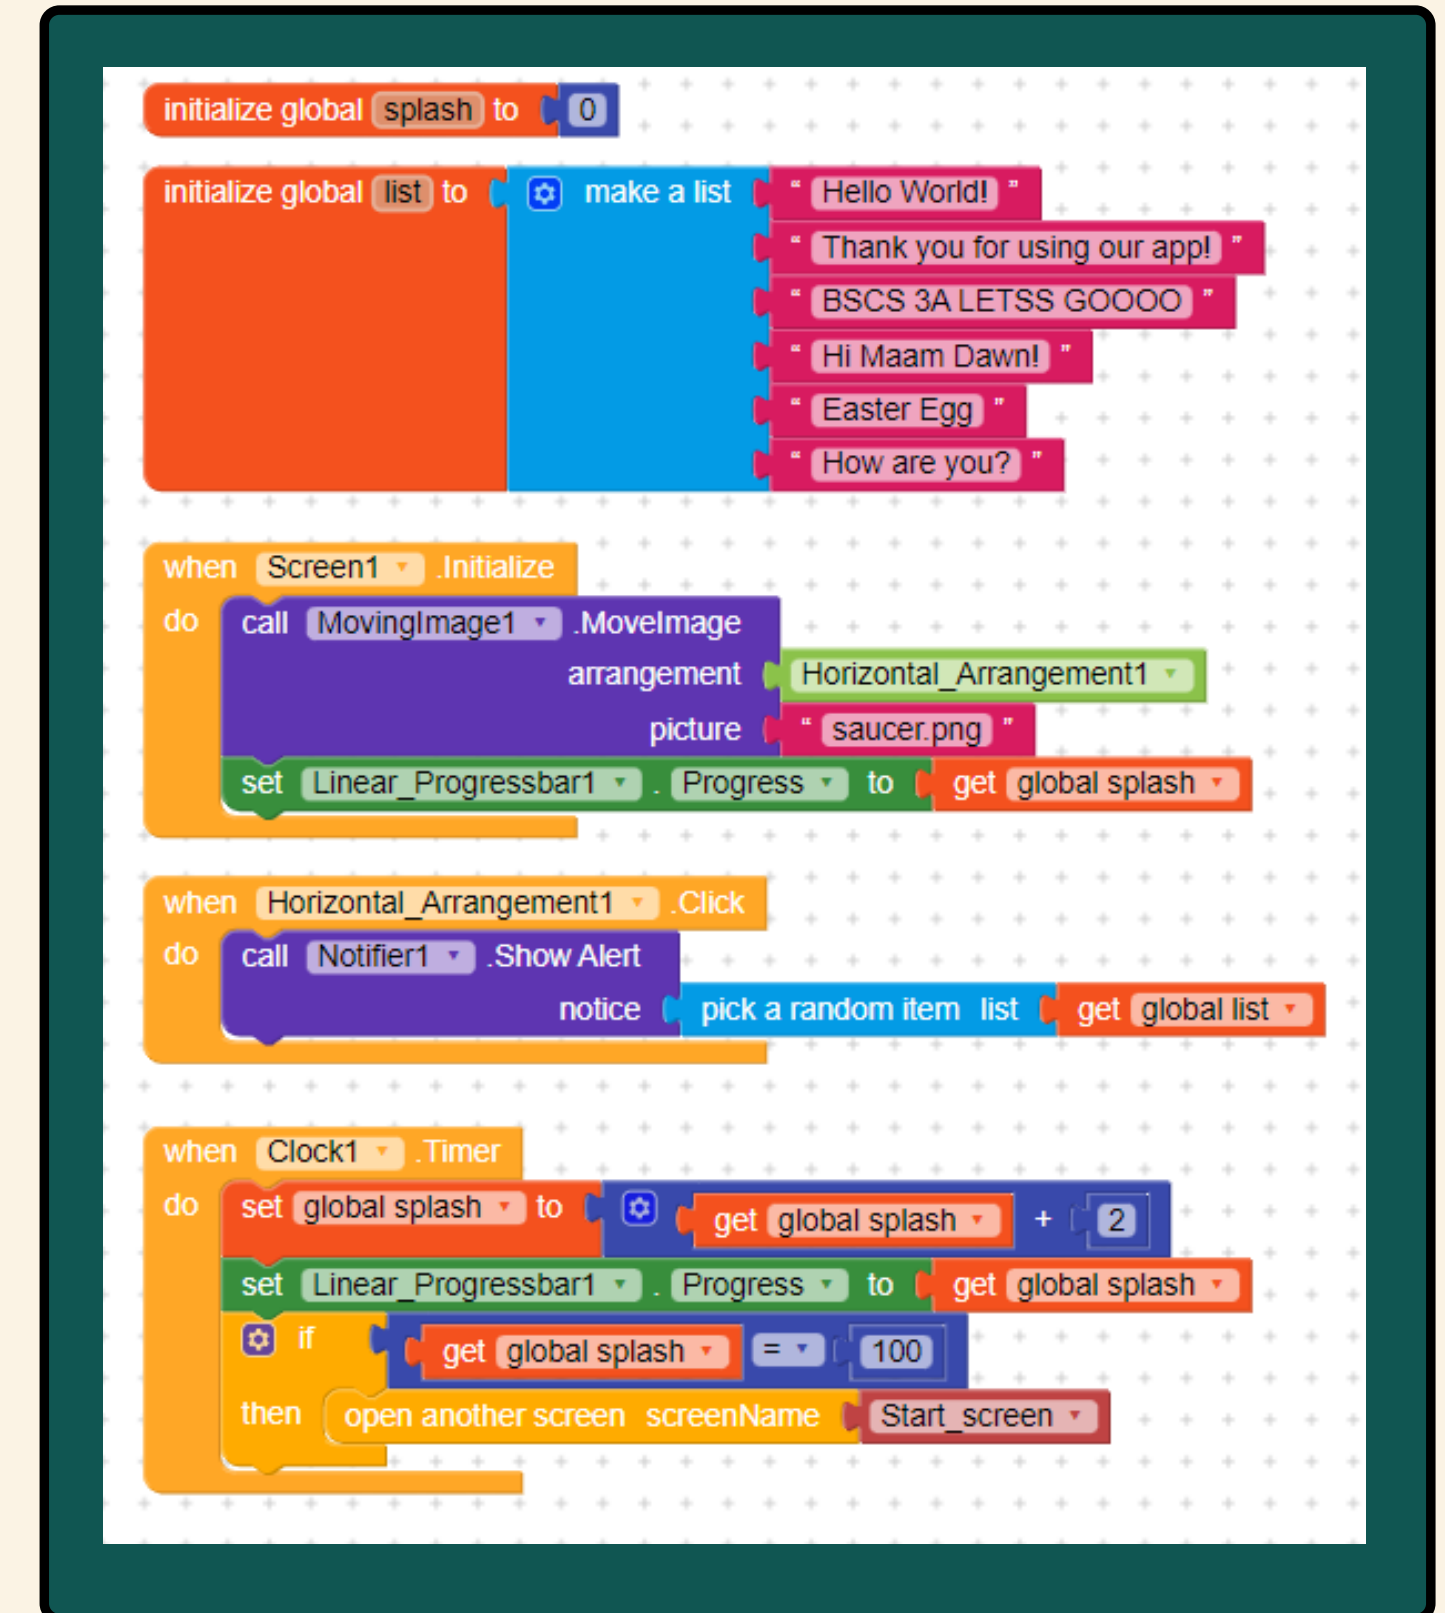 initialize global splash to 0
initialize global list to make a list " Hello World! "
" Thank you for using our app! "
" BSCS 3A LETSS GOOOO "
" Hi Maam Dawn! "
" Easter Egg "
" How are you? "
when Screen1 .Initialize
do call MovingImage1 .MoveImage
arrangement Horizontal_Arrangement1
picture " saucer.png "
set Linear_Progressbar1 . Progress to get global splash
when Horizontal_Arrangement1 .Click
do call Notifier1 .Show Alert
notice pick a random item list get global list
when Clock1 .Timer
do set global splash to get global splash + 2
set Linear_Progressbar1 . Progress to get global splash
if get global splash = 100
then open another screen screenName Start_screen